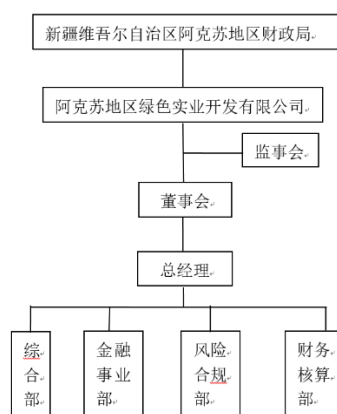 新疆维吾尔自治区阿克苏地区财政局
阿克苏地区绿色实业开发有限公司
监事会
董事会
总经理
综
合
部
金融
事业
部
风险
合规
部
财务
核算
部